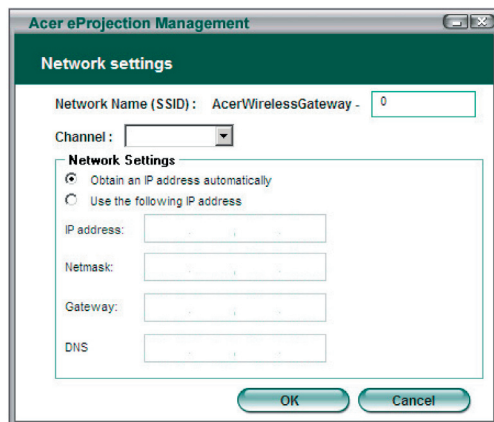 Acer eProjection Management
Network settings
Network Name (SSID) : AcerWirelessGateway - 0
Channel :
Network Settings
Obtain an IP address automatically
Use the following IP address
IP address:
Netmask:
Gateway:
DNS
OK Cancel